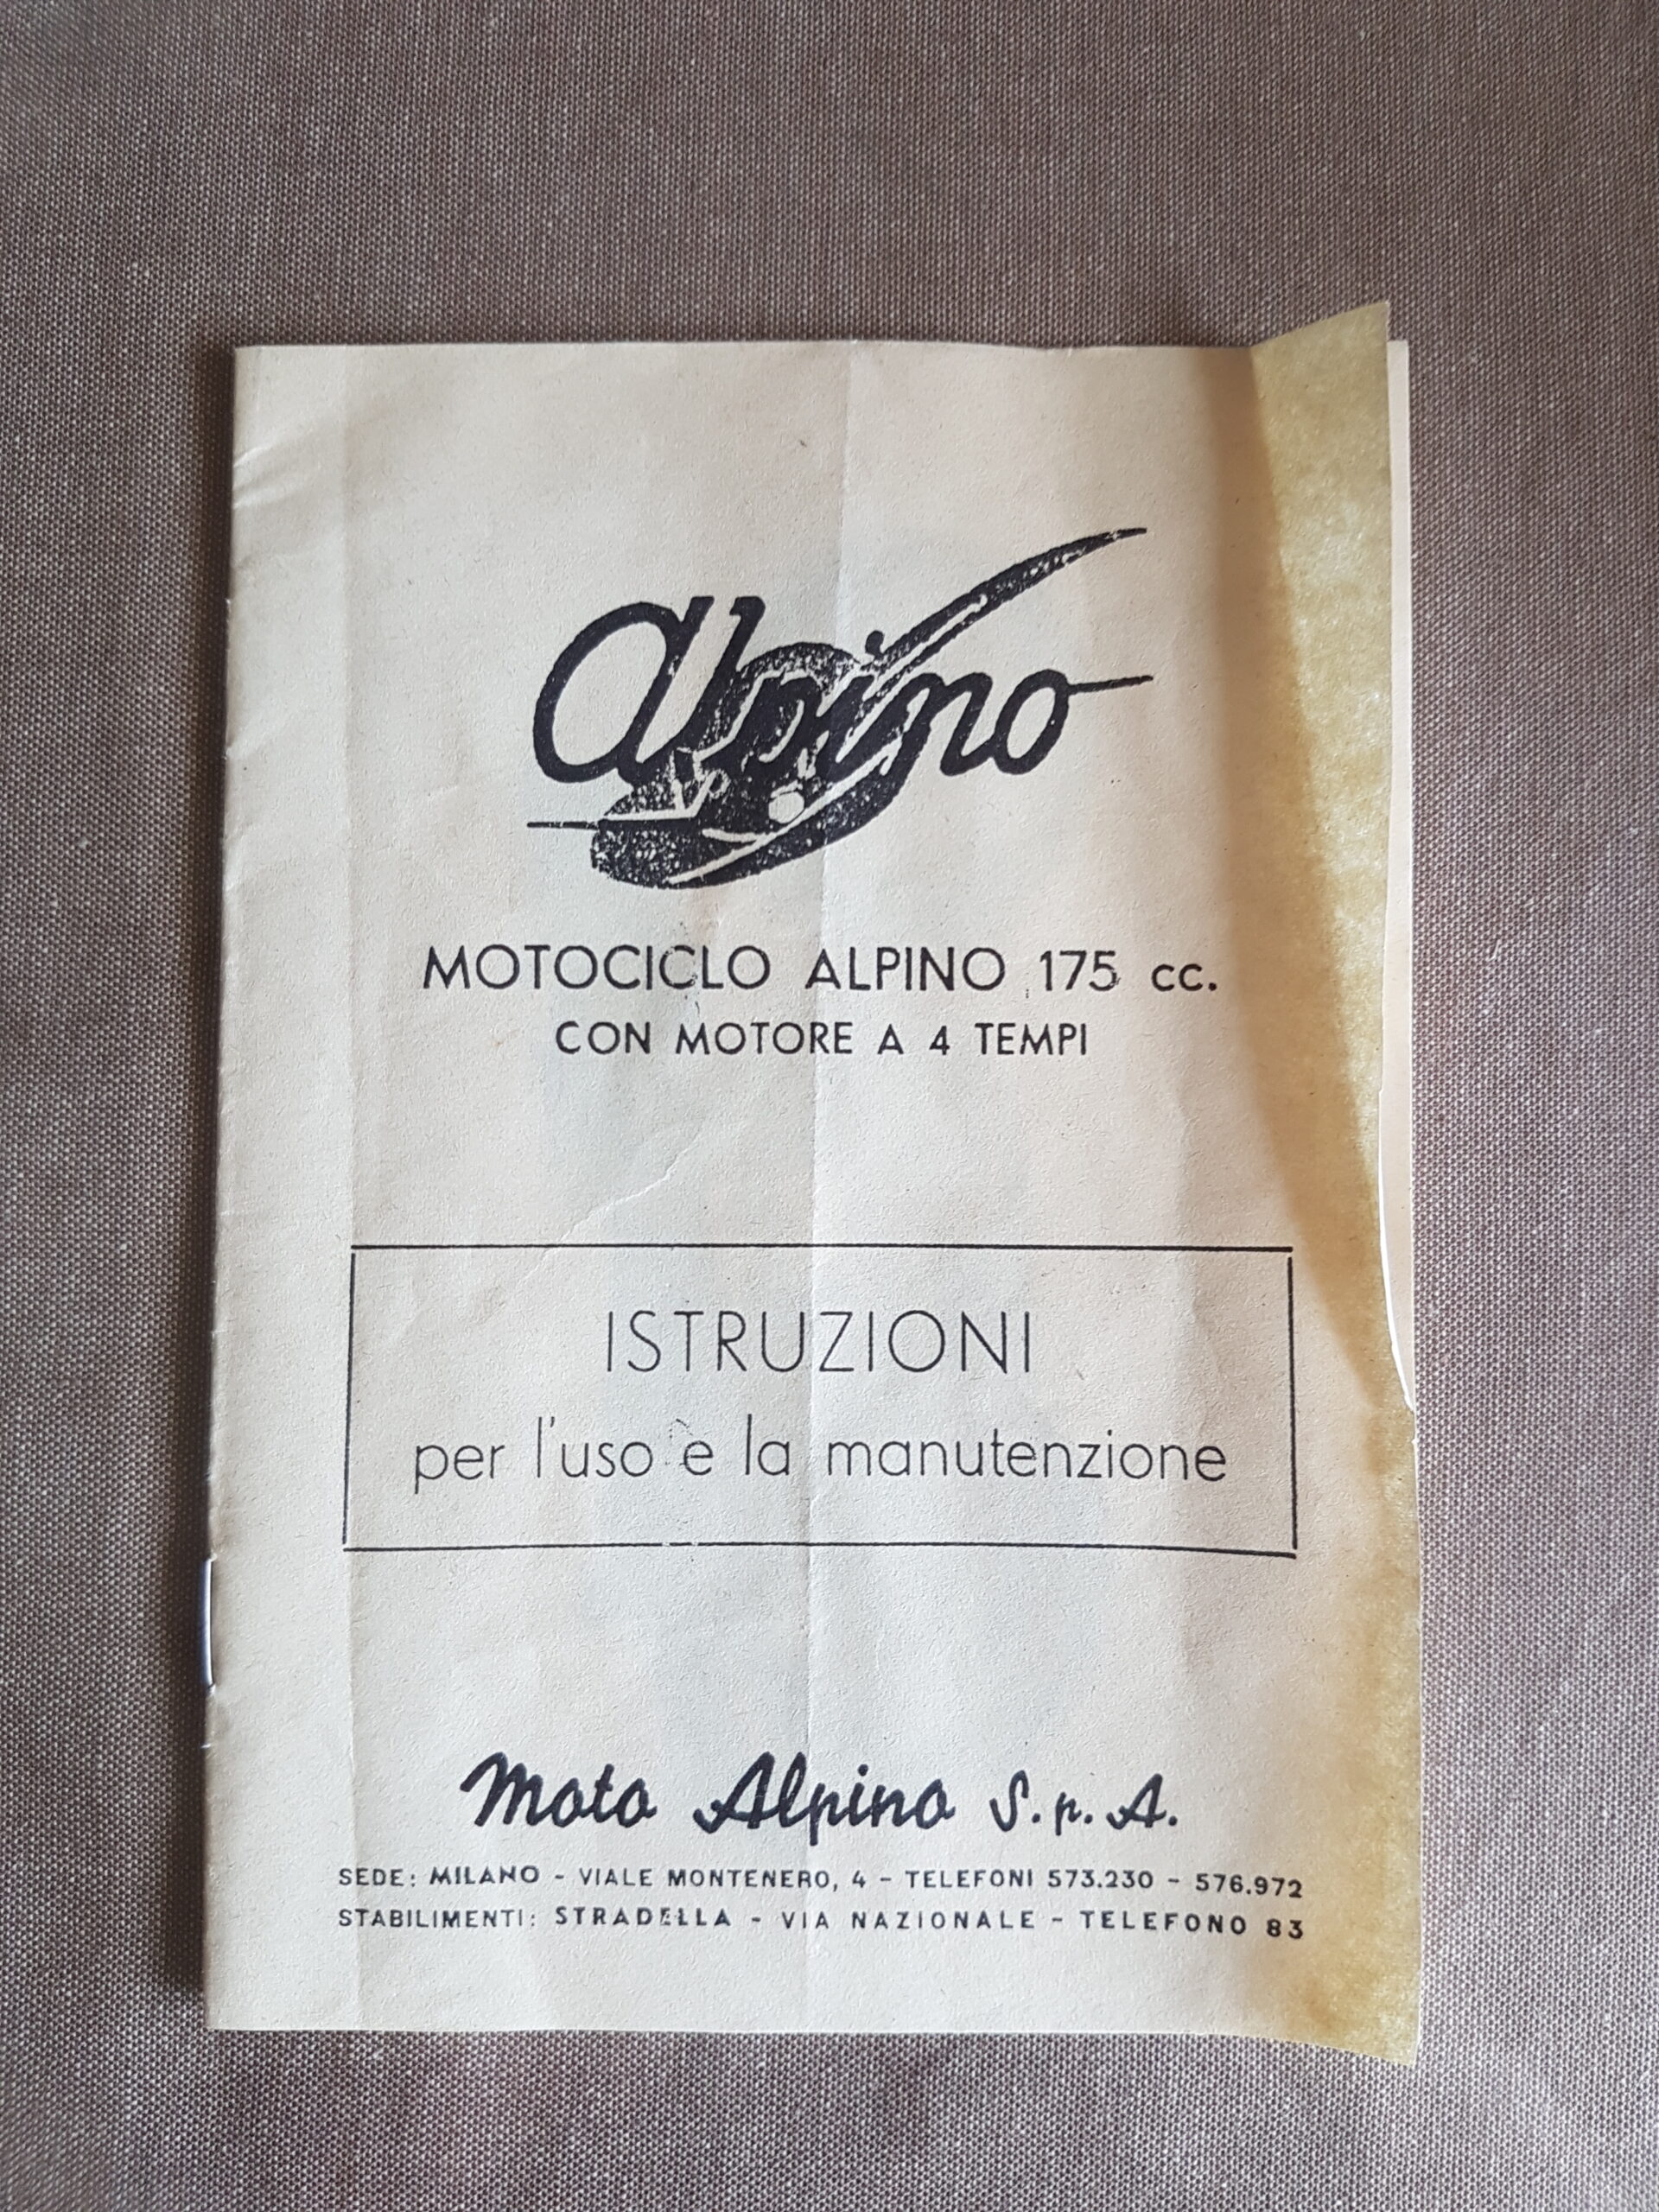 Alpino
MOTOCICLO ALPINO 175 cc.
CON MOTORE A 4 TEMPI
ISTRUZIONI
per l'uso e la manutenzione
Moto Alpino S.p.A.
SEDE: MILANO - VIALE MONTENERO, 4 - TELEFONI 573.230 - 576.972
STABILIMENTI: STRADELLA - VIA NAZIONALE - TELEFONO 83